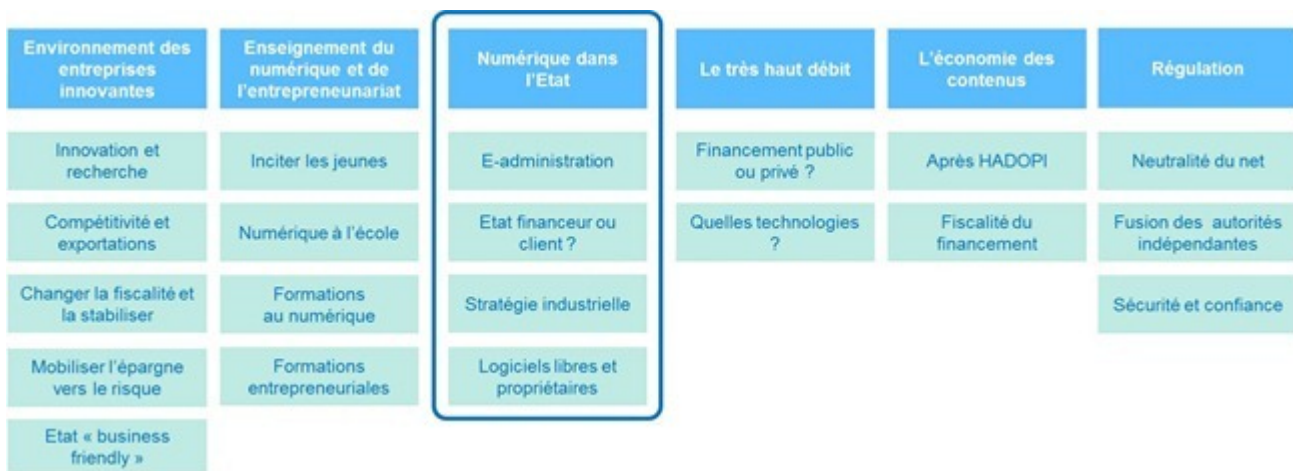 Environnement des
entreprises
innovantes
Innovation et
recherche
Compétitivité et
exportations
Changer la fiscalité et
la stabiliser
Mobiliser l'épargne
vers le risque
Etat « business
friendly »
Enseignement du
numérique et de
l'entrepreneunariat
Inciter les jeunes
Numérique à l'école
Formations
au numérique
Formations
entrepreneuriales
Numérique dans
l'Etat
E-administration
Etat financeur ou
client ?
Stratégie industrielle
Logiciels libres et
propriétaires
Le très haut débit
Financement public
ou privé ?
Quelles technologies
?
L'économie des
contenus
Après HADOPI
Fiscalité du
financement
Régulation
Neutralité du net
Fusion des autorités
indépendantes
Sécurité et confiance